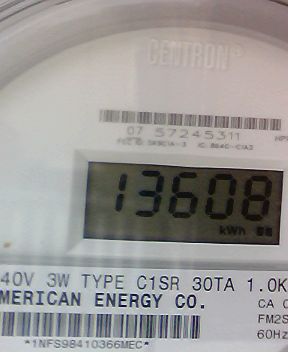 CENTRON®
07 57245311
13608
kWh
40V 3W TYPE C1SR 30TA 1.0K
MERICAN ENERGY CO.
CA 0
FM2S
60Hz
*1NFS98410366MEC*